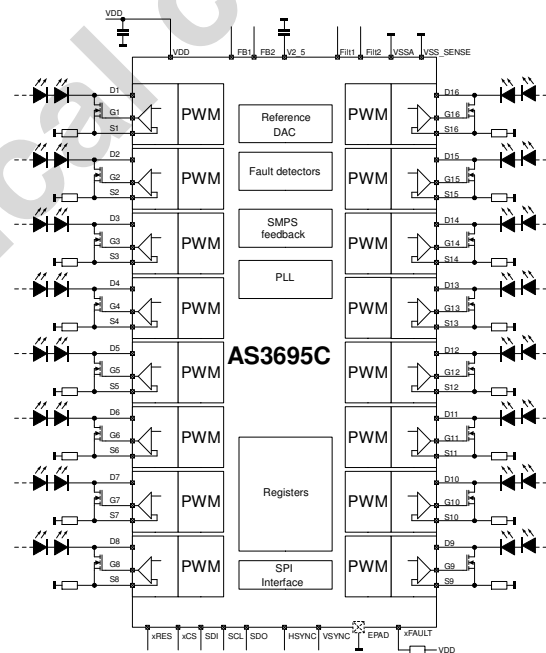 VDD
VDD FB1 FB2 V2_5 Filt1 Filt2 VSSA VSS_SENSE
D1 PWM Reference DAC PWM D16
G1 G16
S1 S16
D2 PWM Fault detectors PWM D15
G2 G15
S2 S15
D3 PWM SMPS feedback PWM D14
G3 G14
S3 S14
D4 PWM PLL PWM D13
G4 G13
S4 S13
AS3695C
D5 PWM PWM D12
G5 G12
S5 S12
D6 PWM PWM D11
G6 G11
S6 S11
D7 PWM Registers PWM D10
G7 G10
S7 S10
D8 PWM SPI Interface PWM D9
G8 G9
S8 S9
xRES xCS SDI SCL SDO HSYNC VSYNC EPAD xFAULT
VDD